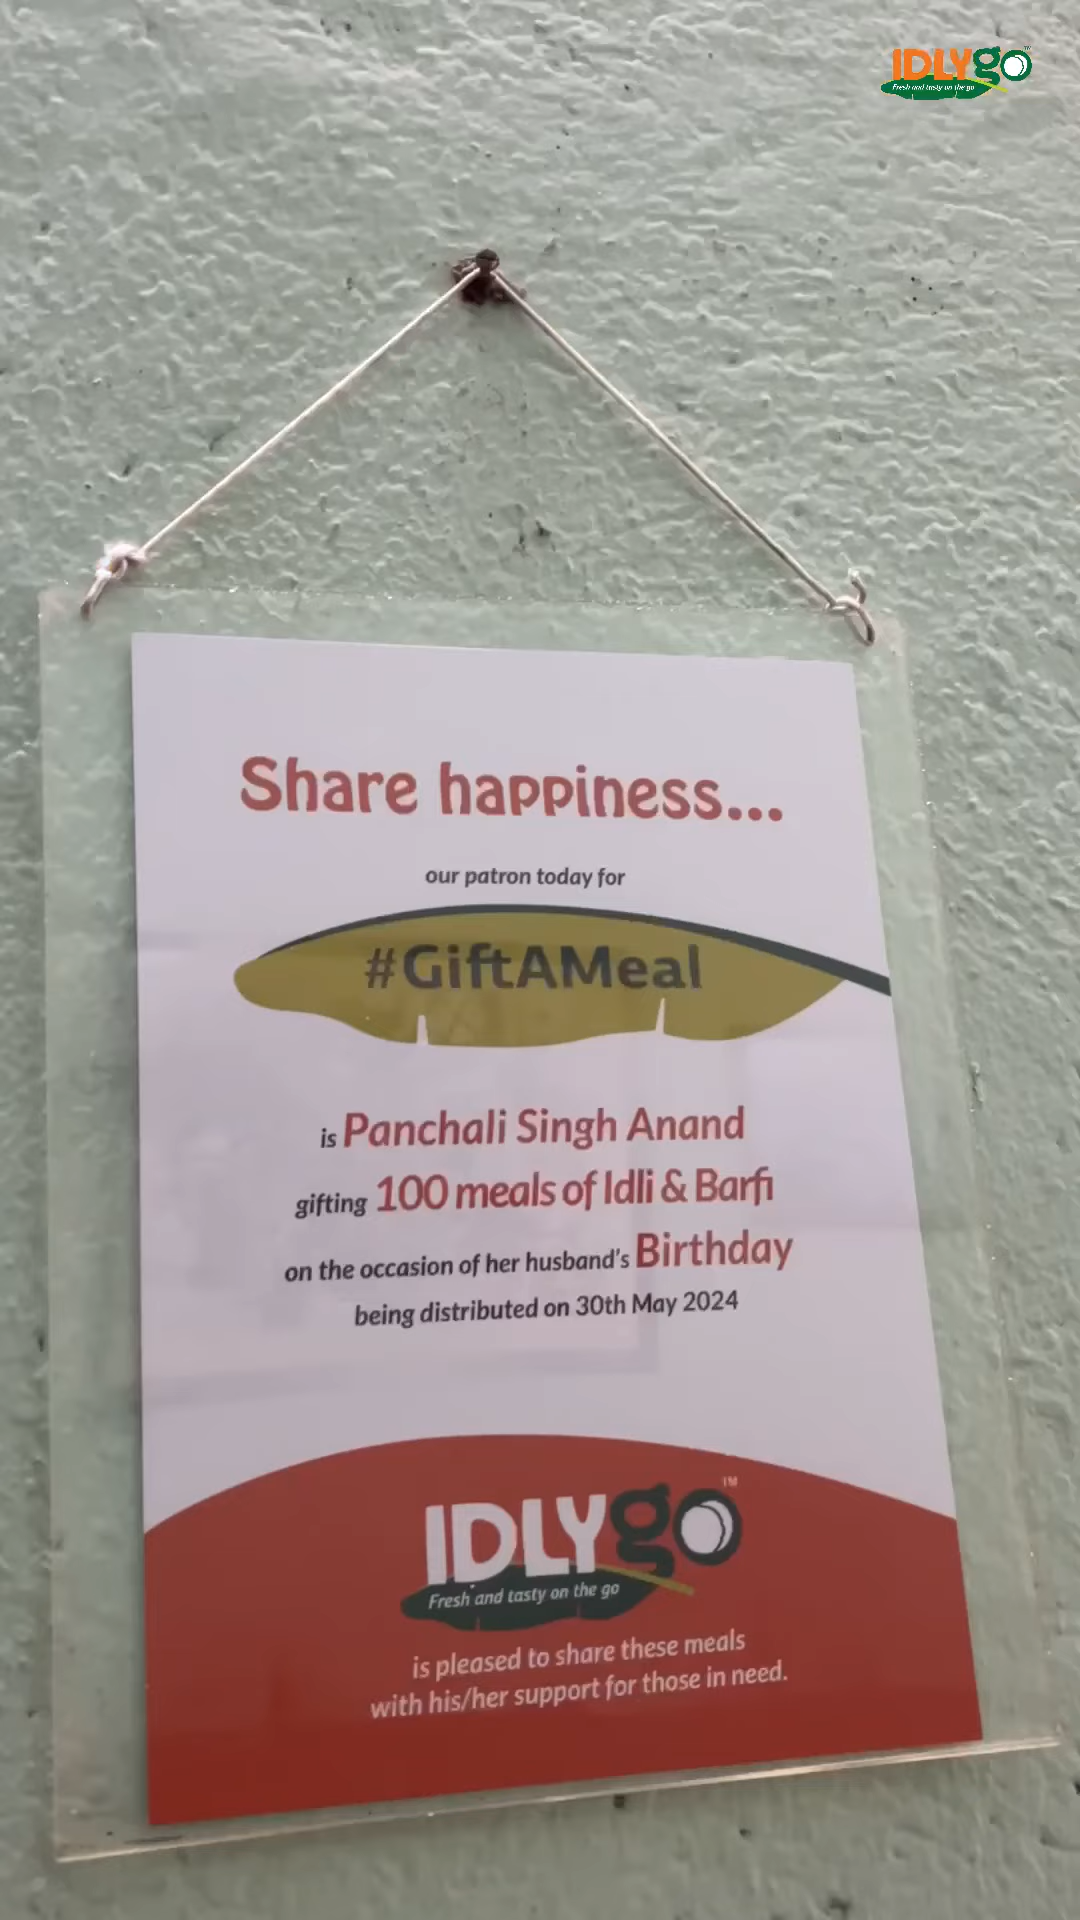 IDLYgo™
Fresh and tasty on the go
Share happiness...
our patron today for
#GiftAMeal
is Panchali Singh Anand
gifting 100 meals of Idli & Barfi
on the occasion of her husband's Birthday
being distributed on 30th May 2024
IDLYgo™
Fresh and tasty on the go
is pleased to share these meals
with his/her support for those in need.